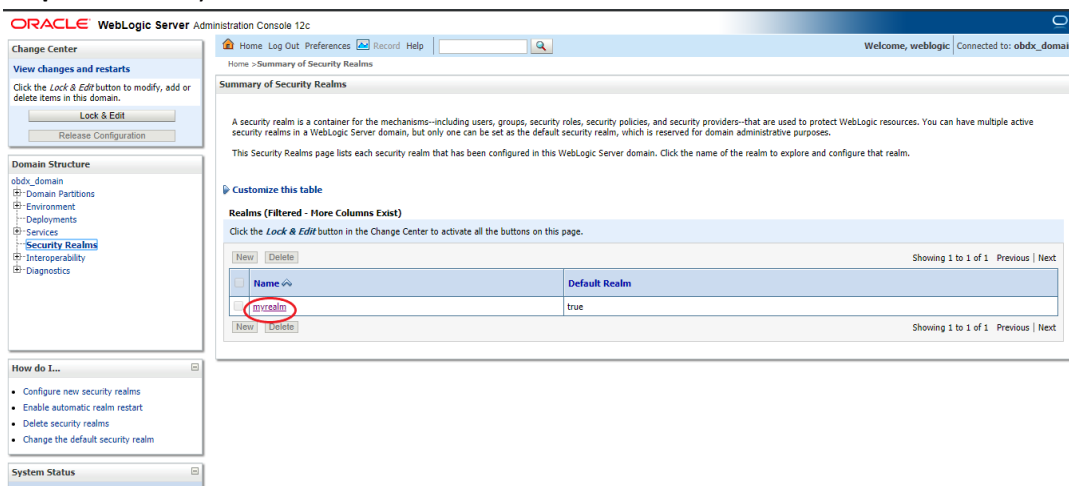 ORACLE WebLogic Server Administration Console 12c
Change Center
View changes and restarts
Click the Lock & Edit button to modify, add or
delete items in this domain.
Lock & Edit
Release Configuration
Domain Structure
obdx_domain
Domain Partitions
Environment
Deployments
Services
Security Realms
Interoperability
Diagnostics
How do I...
Configure new security realms
Enable automatic realm restart
Delete security realms
Change the default security realm
System Status
Home Log Out Preferences Record Help
Welcome, weblogic Connected to: obdx_domai
Home >Summary of Security Realms
Summary of Security Realms
A security realm is a container for the mechanisms--including users, groups, security roles, security policies, and security providers--that are used to protect WebLogic resources. You can have multiple active
security realms in a WebLogic Server domain, but only one can be set as the default security realm, which is reserved for domain administrative purposes.
This Security Realms page lists each security realm that has been configured in this WebLogic Server domain. Click the name of the realm to explore and configure that realm.
Customize this table
Realms (Filtered - More Columns Exist)
Click the Lock & Edit button in the Change Center to activate all the buttons on this page.
New Delete
Showing 1 to 1 of 1 Previous | Next
Name Default Realm
myrealm true
New Delete
Showing 1 to 1 of 1 Previous | Next